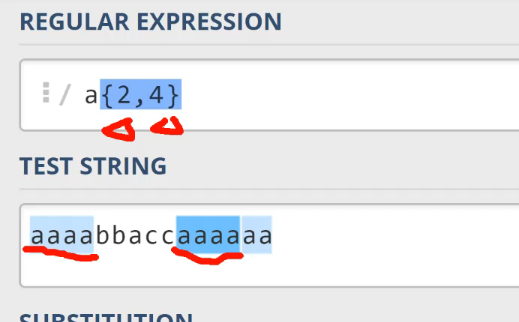 REGULAR EXPRESSION
/ a{2,4}
TEST STRING
aaaabbaccaaaaaa
SUBSTITUTION